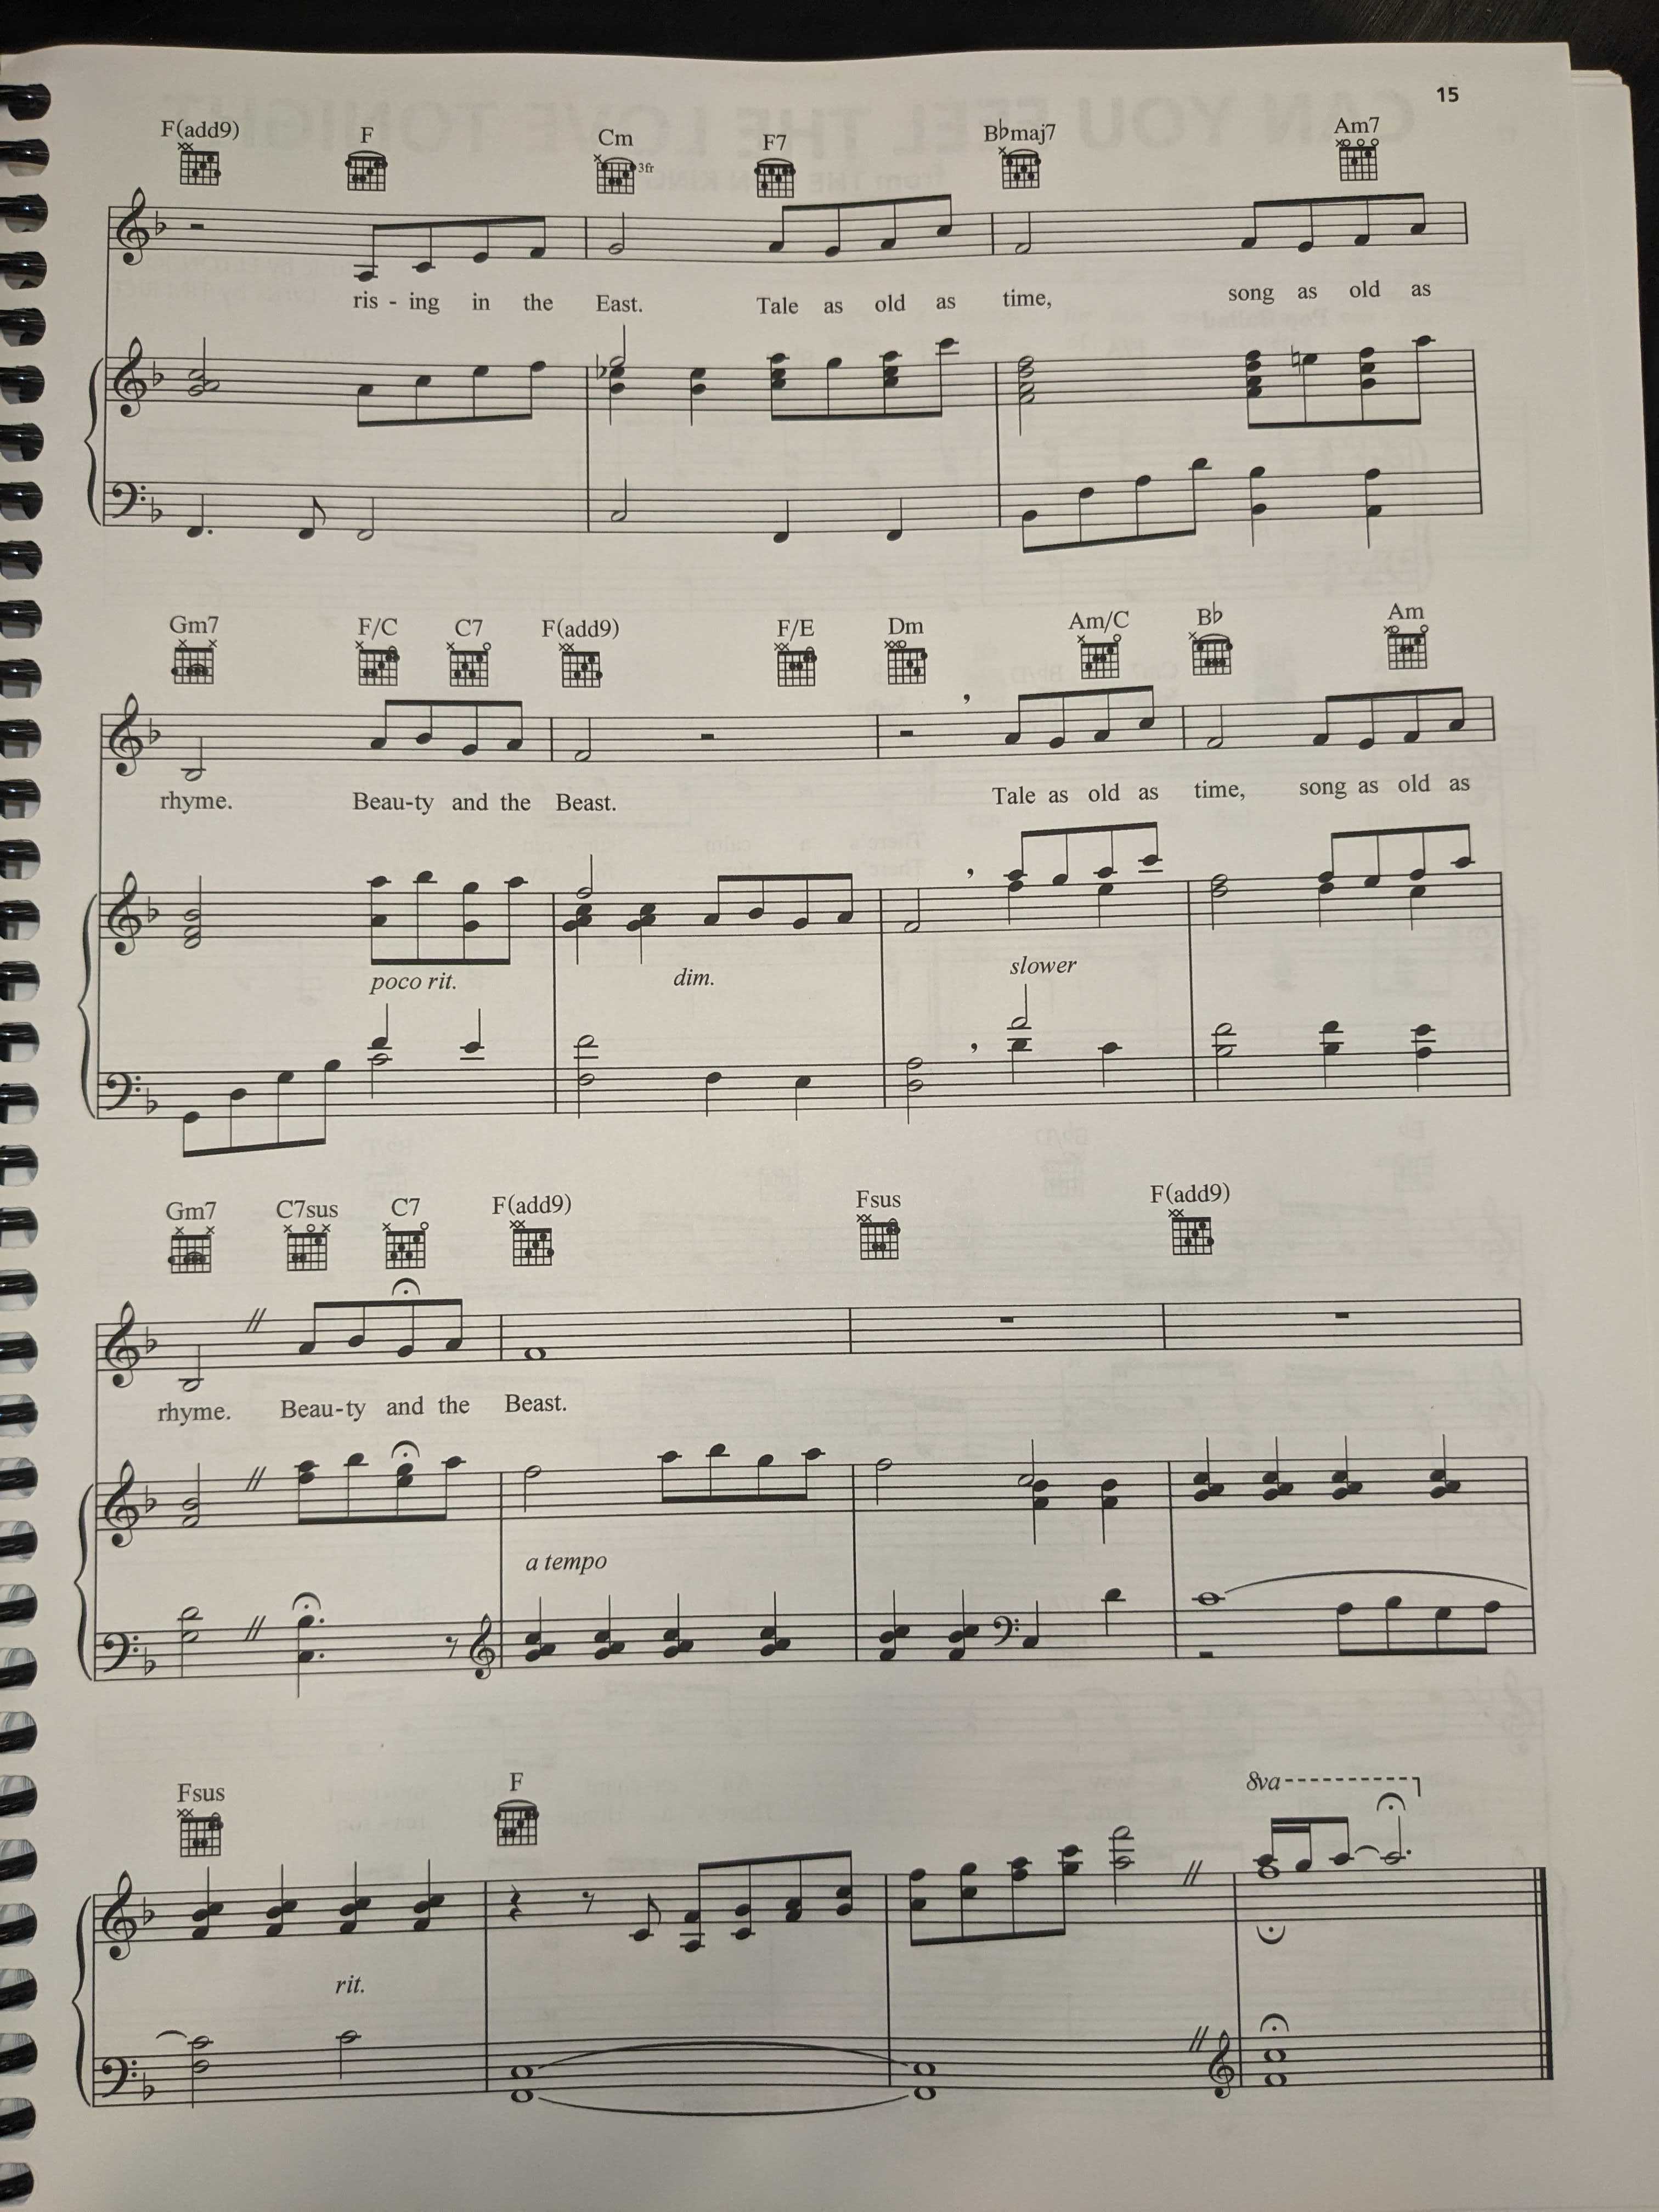 15
F(add9) F Cm F7 B♭maj7 Am7
3fr
ris - ing in the East. Tale as old as time, song as old as
Gm7 F/C C7 F(add9) F/E Dm Am/C B♭ Am
rhyme. Beau-ty and the Beast. Tale as old as time, song as old as
poco rit. dim. slower
Gm7 C7sus C7 F(add9) Fsus F(add9)
rhyme. Beau-ty and the Beast.
a tempo
Fsus F 8va
rit.